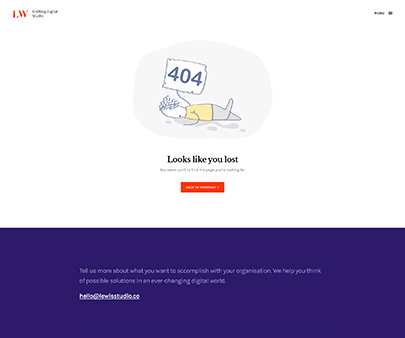 LW
Crafting Digital
Studio
MENU
404
Looks like you lost
You seem can't to find the page you're looking for
BACK TO HOMEPAGE
Tell us more about what you want to accomplish with your organisation. We help you think
of possible solutions in an ever-changing digital world.
hello@lewisstudio.co